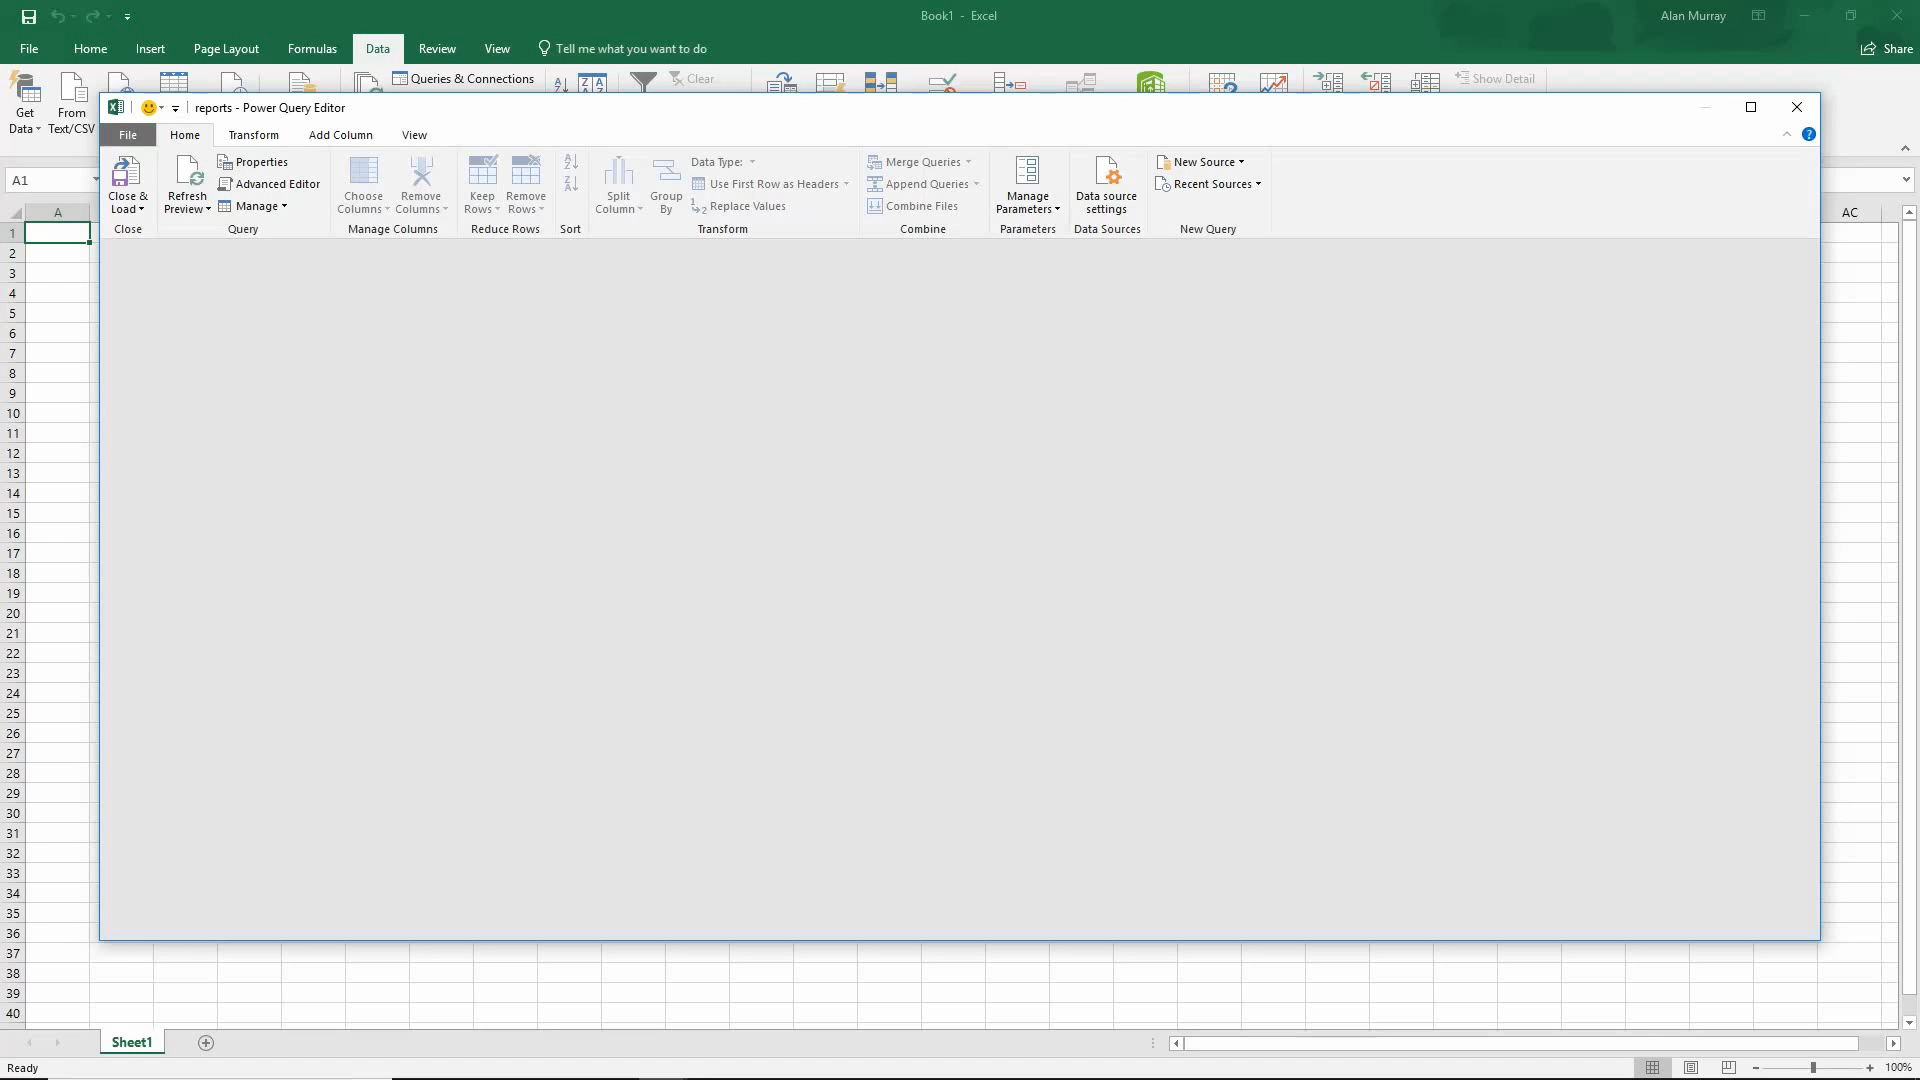 Book1 - Excel
Alan Murray
File Home Insert Page Layout Formulas Data Review View Tell me what you want to do
Share
Queries & Connections
Clear
Show Detail
Get
Data
From
Text/CSV
reports - Power Query Editor
File Home Transform Add Column View
Close &
Load
Close
Refresh
Preview
Properties
Advanced Editor
Manage
Query
Choose
Columns
Remove
Columns
Manage Columns
Keep
Rows
Remove
Rows
Reduce Rows
Sort
Split
Column
Group
By
Data Type:
Use First Row as Headers
Replace Values
Transform
Merge Queries
Append Queries
Combine Files
Combine
Manage
Parameters
Parameters
Data source
settings
Data Sources
New Source
Recent Sources
New Query
A1
A
AC
1
2
3
4
5
6
7
8
9
10
11
12
13
14
15
16
17
18
19
20
21
22
23
24
25
26
27
28
29
30
31
32
33
34
35
36
37
38
39
40
Sheet1
Ready
100%